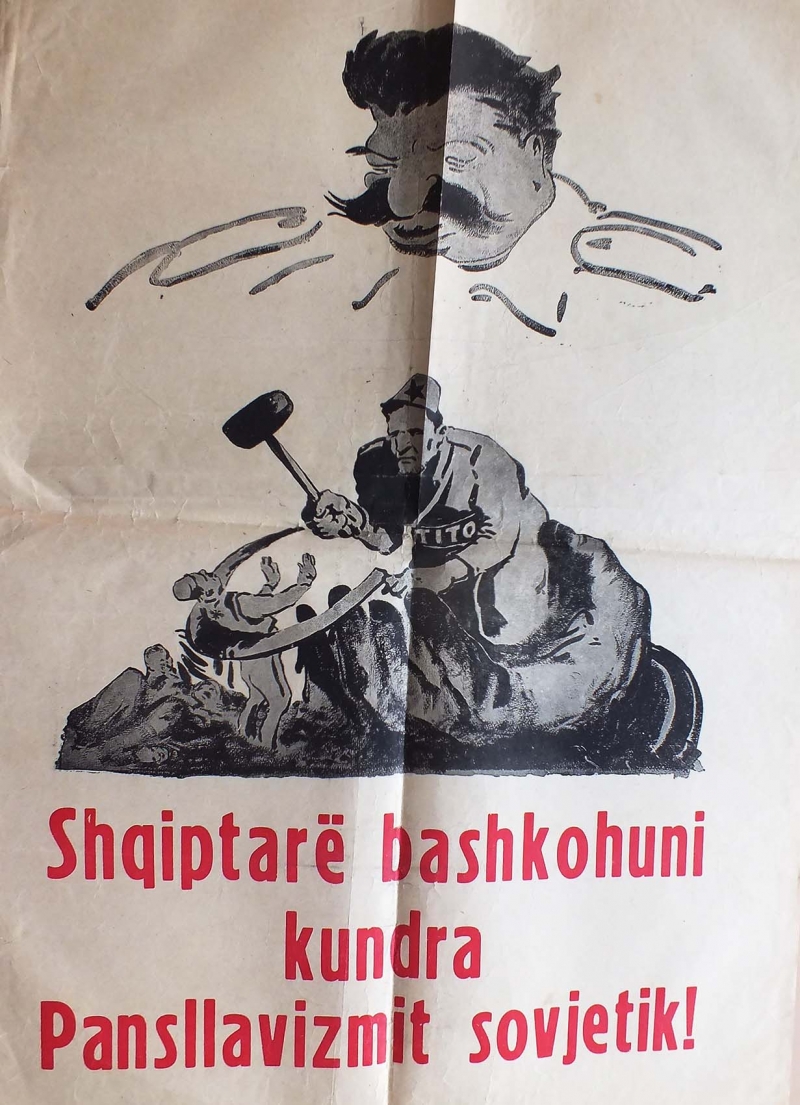 TITO
Shqiptarë bashkohuni
kundra
Pansllavizmit sovjetik!